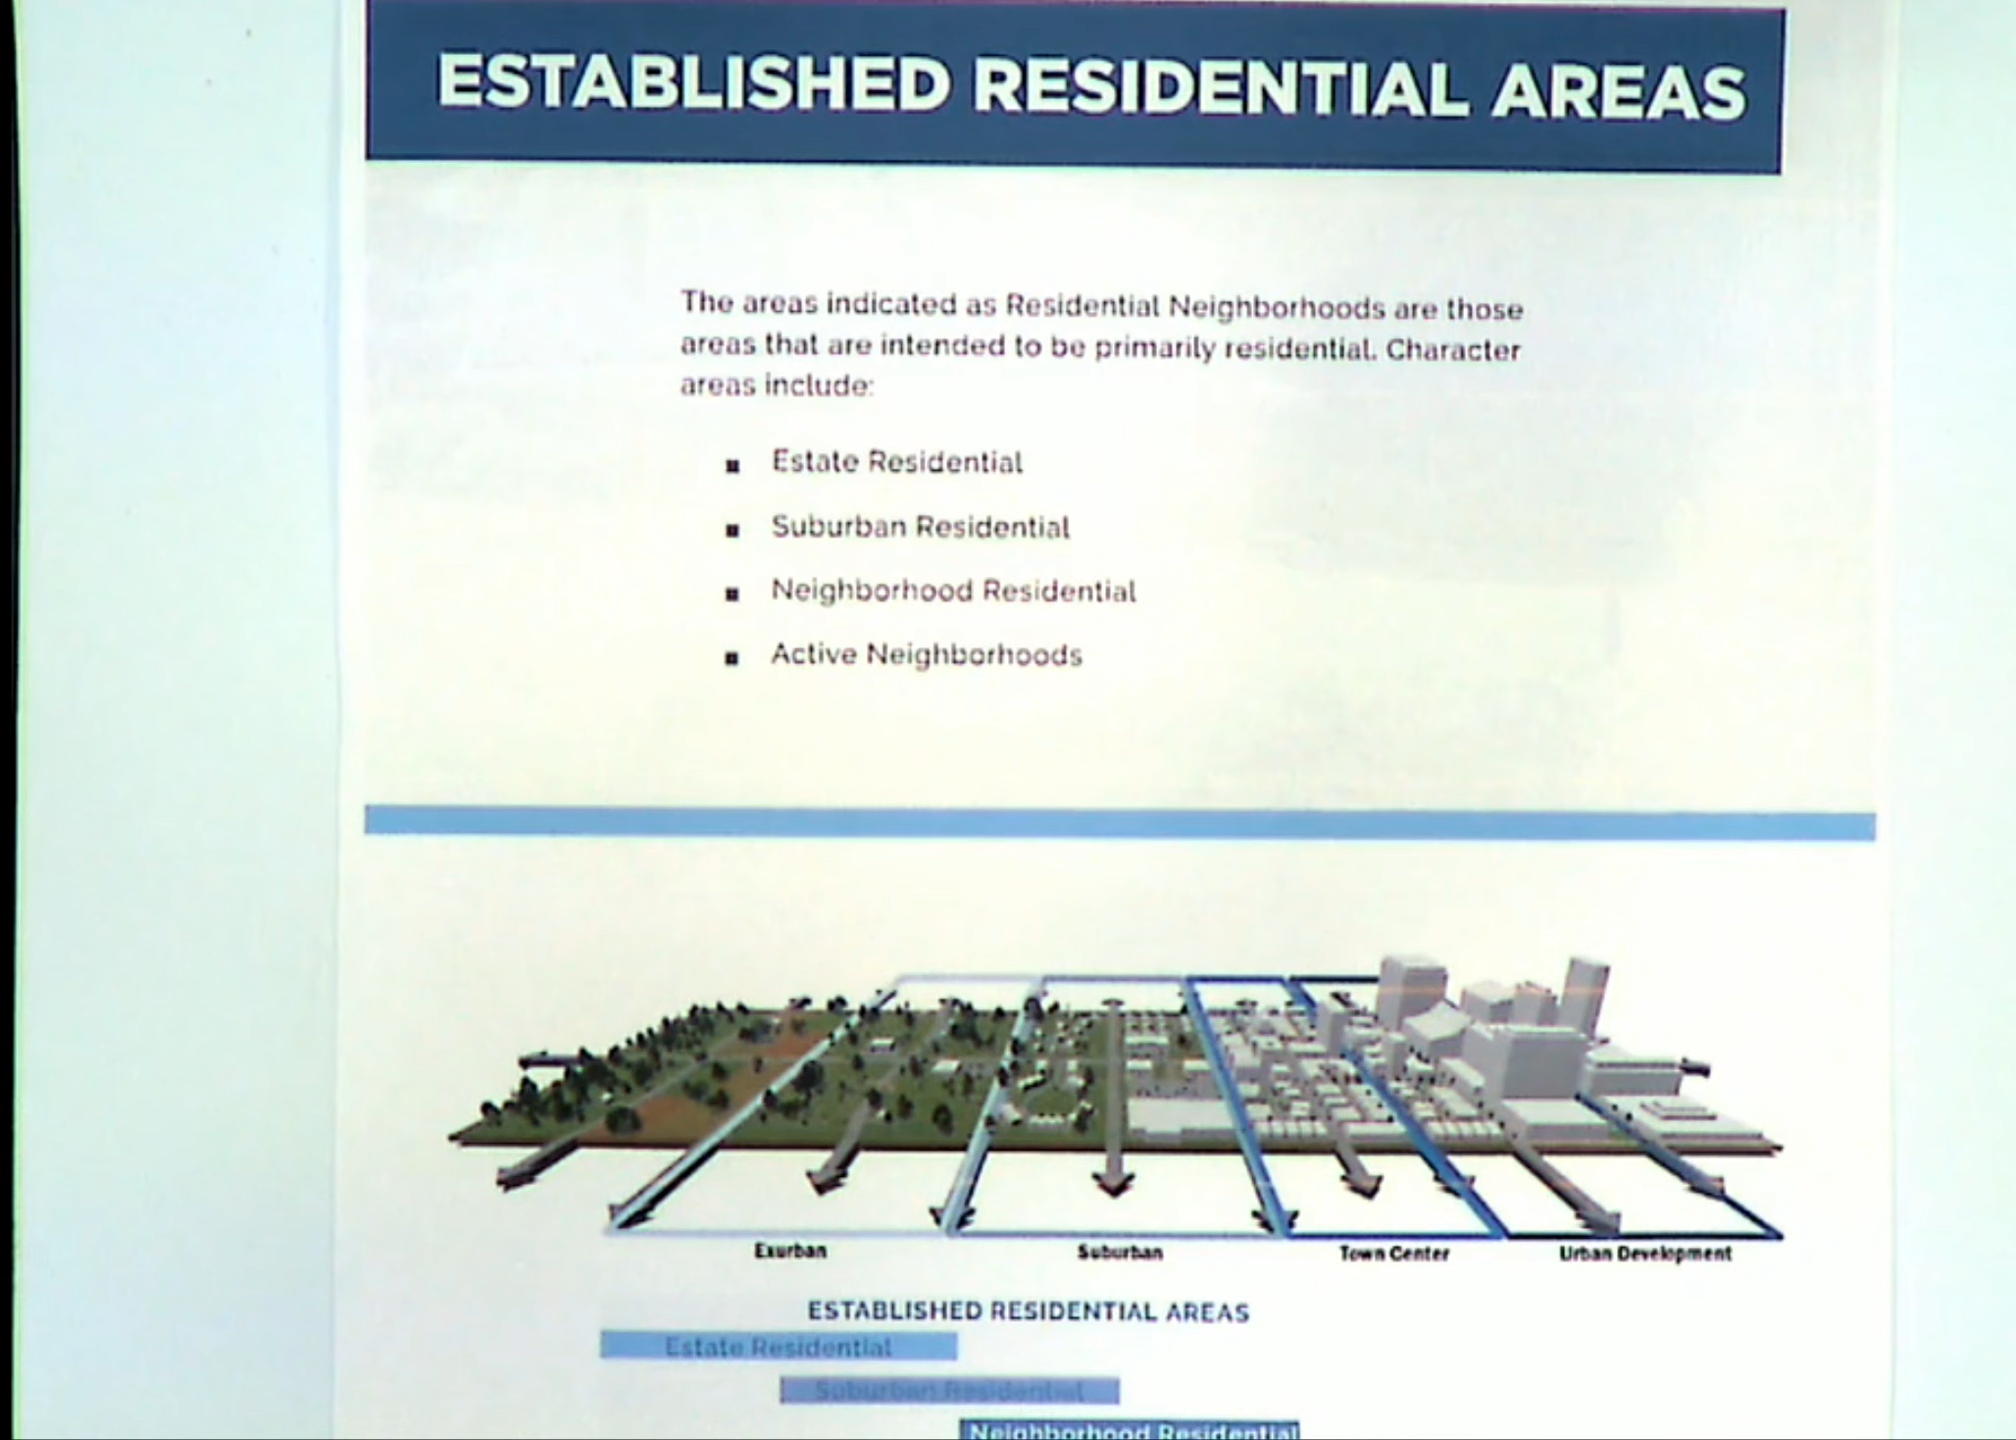 ESTABLISHED RESIDENTIAL AREAS
The areas indicated as Residential Neighborhoods are those
areas that are intended to be primarily residential. Character
areas include:
▪ Estate Residential
▪ Suburban Residential
▪ Neighborhood Residential
▪ Active Neighborhoods
Exurban
Suburban
Town Center
Urban Development
ESTABLISHED RESIDENTIAL AREAS
Estate Residential
Suburban Residential
Neighborhood Residential